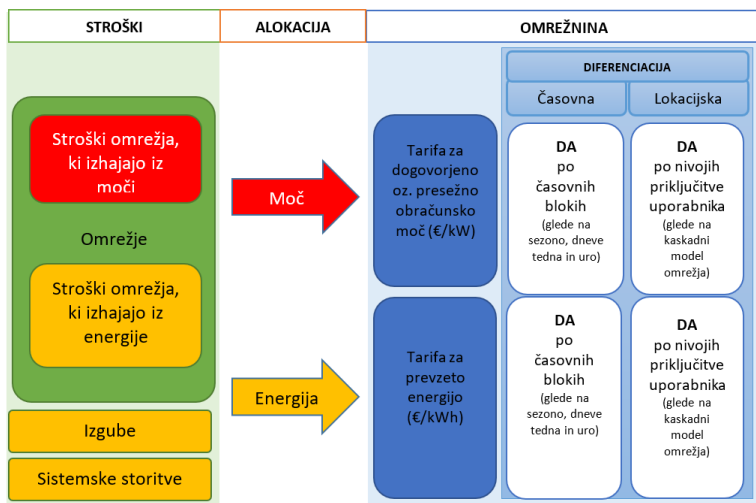 STROŠKI
ALOKACIJA
OMREŽNINA
DIFERENCIACIJA
Časovna
Lokacijska
Stroški omrežja,
ki izhajajo iz
moči
Omrežje
Stroški omrežja,
ki izhajajo iz
energije
Izgube
Sistemske storitve
Moč
Energija
Tarifa za
dogovorjeno
oz. presežno
obračunsko
moč (€/kW)
DA
po
časovnih
blokih
(glede na
sezono, dneve
tedna in uro)
DA
po nivojih
priključitve
uporabnika
(glede na
kaskadni
model
omrežja)
Tarifa za
prevzeto
energijo
(€/kWh)
DA
po
časovnih
blokih
(glede na
sezono, dneve
tedna in uro)
DA
po nivojih
priključitve
uporabnika
(glede na
kaskadni
model
omrežja)